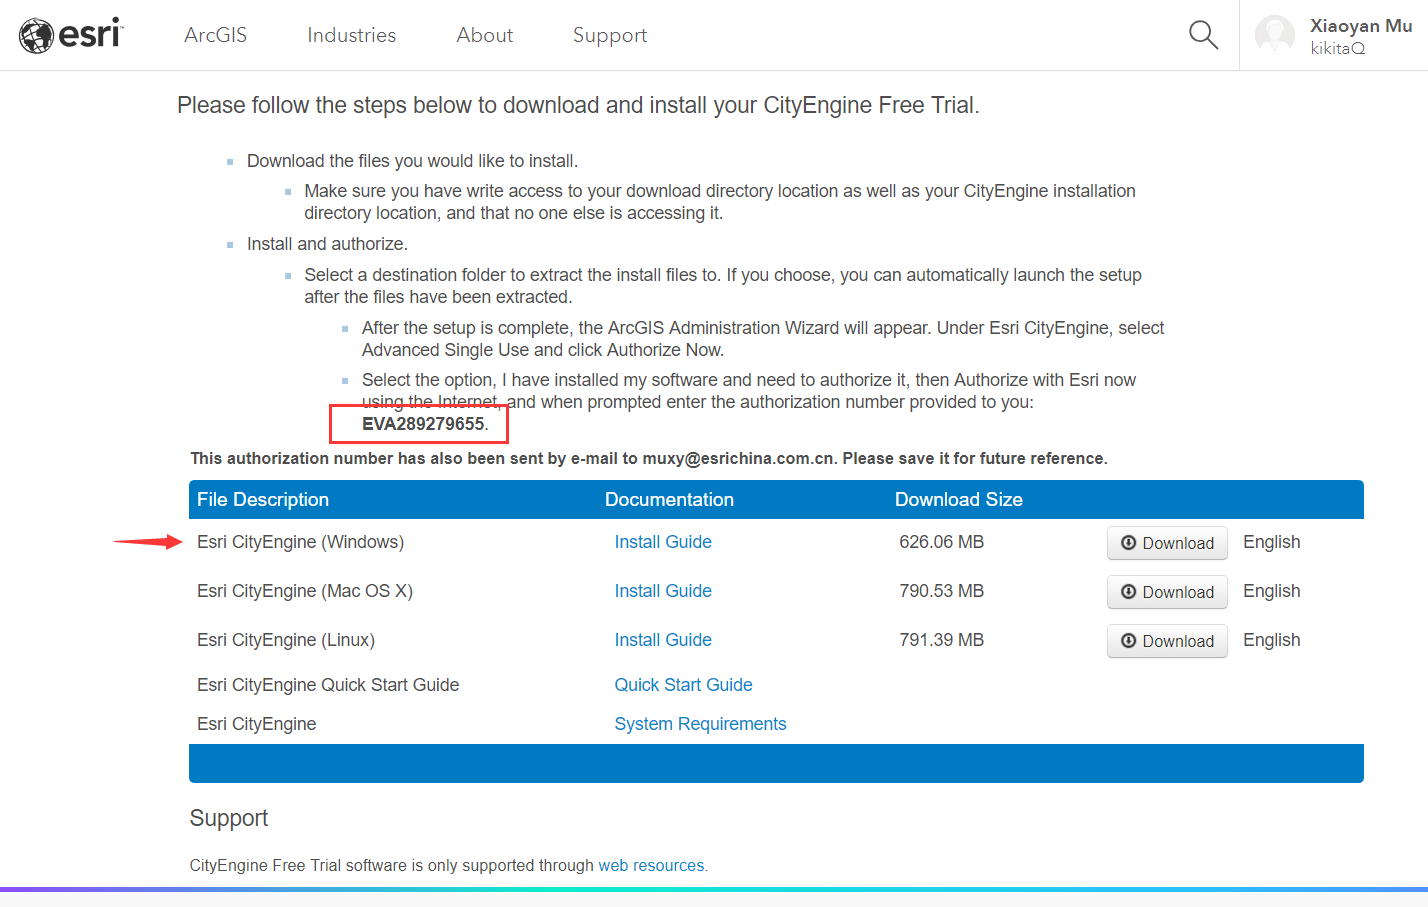 esri
ArcGIS
Industries
About
Support
Xiaoyan Mu
kikitaQ
Please follow the steps below to download and install your CityEngine Free Trial.
Download the files you would like to install.
Make sure you have write access to your download directory location as well as your CityEngine installation
directory location, and that no one else is accessing it.
Install and authorize.
Select a destination folder to extract the install files to. If you choose, you can automatically launch the setup
after the files have been extracted.
After the setup is complete, the ArcGIS Administration Wizard will appear. Under Esri CityEngine, select
Advanced Single Use and click Authorize Now.
Select the option, I have installed my software and need to authorize it, then Authorize with Esri now
using the Internet, and when prompted enter the authorization number provided to you:
EVA289279655.
This authorization number has also been sent by e-mail to muxy@esrichina.com.cn. Please save it for future reference.
File Description Documentation Download Size
Esri CityEngine (Windows) Install Guide 626.06 MB Download English
Esri CityEngine (Mac OS X) Install Guide 790.53 MB Download English
Esri CityEngine (Linux) Install Guide 791.39 MB Download English
Esri CityEngine Quick Start Guide Quick Start Guide
Esri CityEngine System Requirements
Support
CityEngine Free Trial software is only supported through web resources.